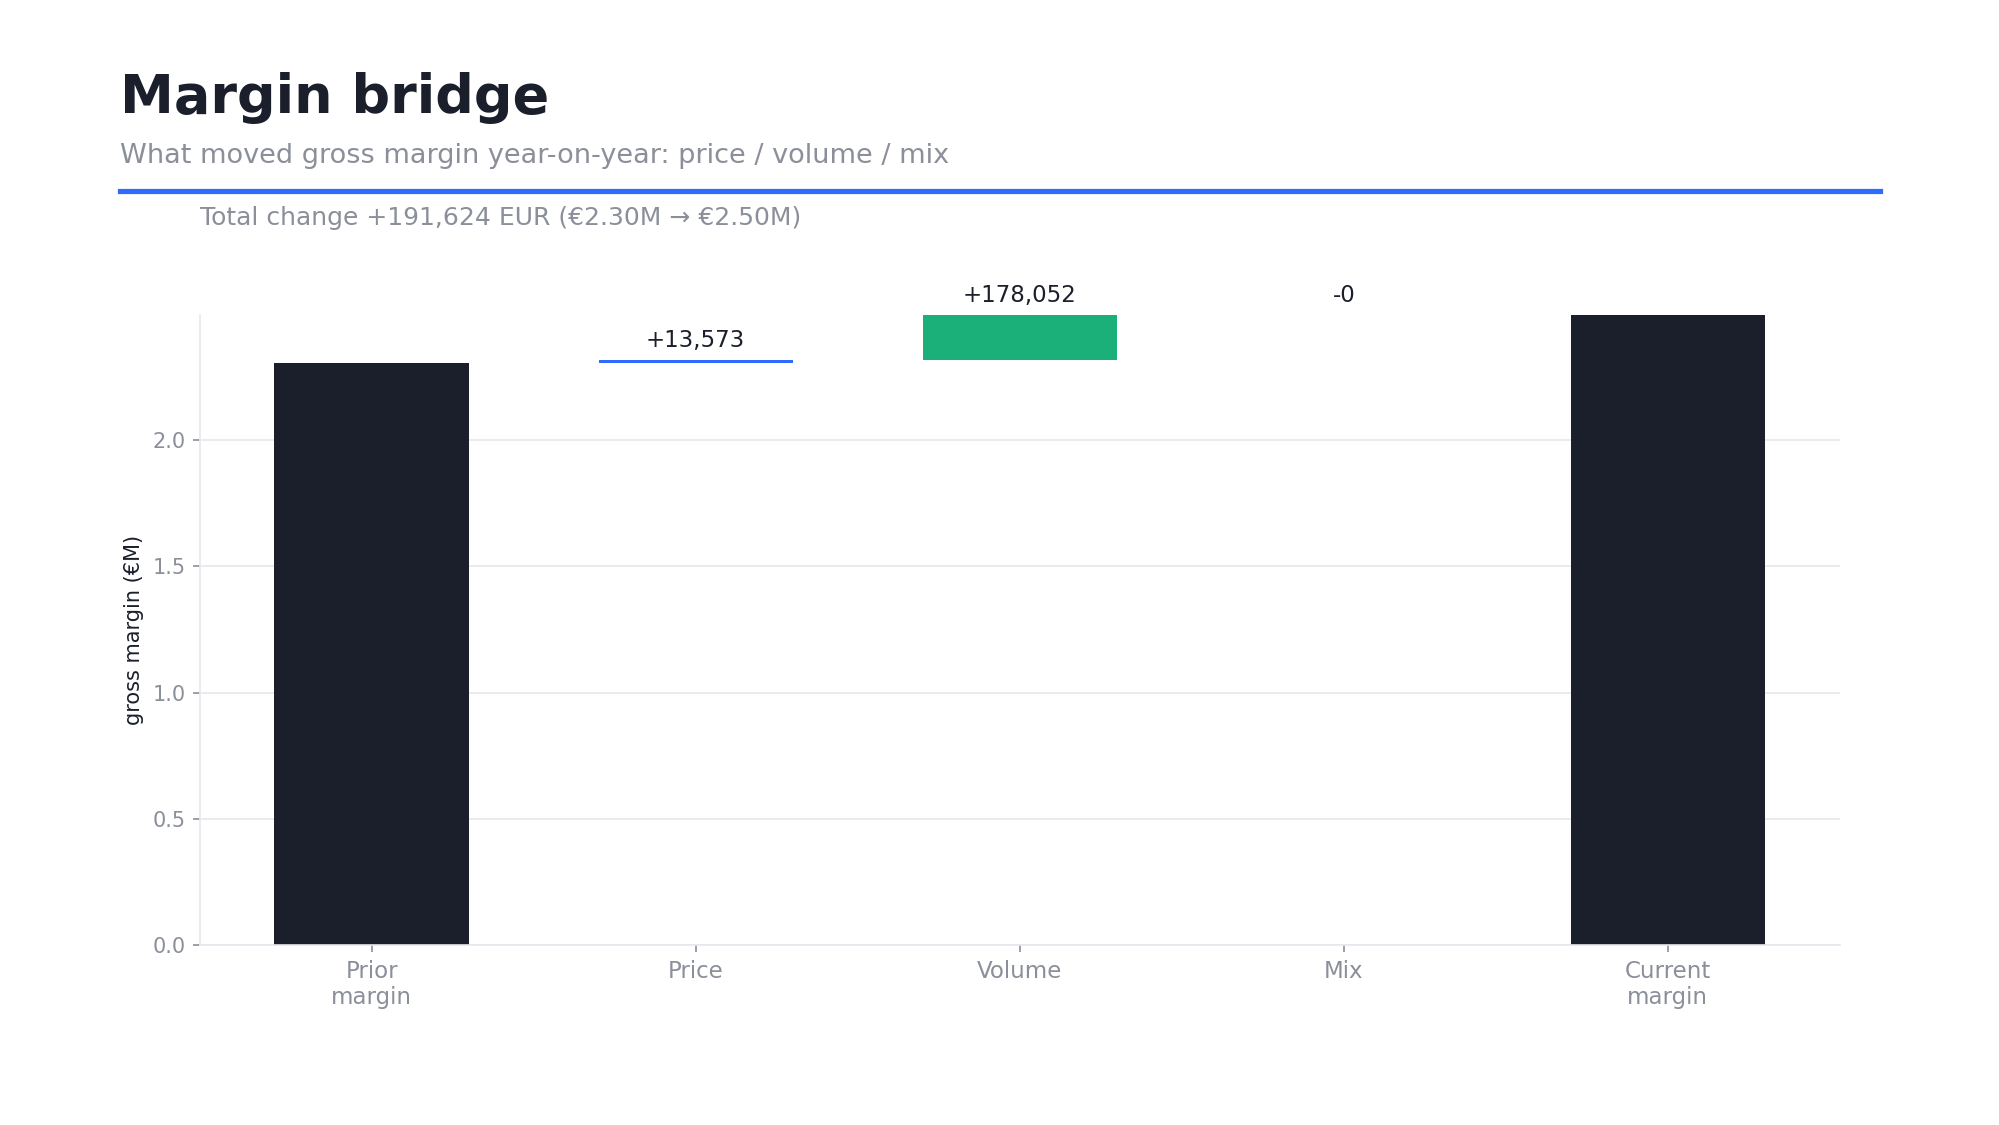 Margin bridge
What moved gross margin year-on-year: price / volume / mix
Total change +191,624 EUR (€2.30M → €2.50M)
+178,052
-0
+13,573
2.0
1.5
1.0
0.5
0.0
gross margin (€M)
Prior
margin
Price
Volume
Mix
Current
margin